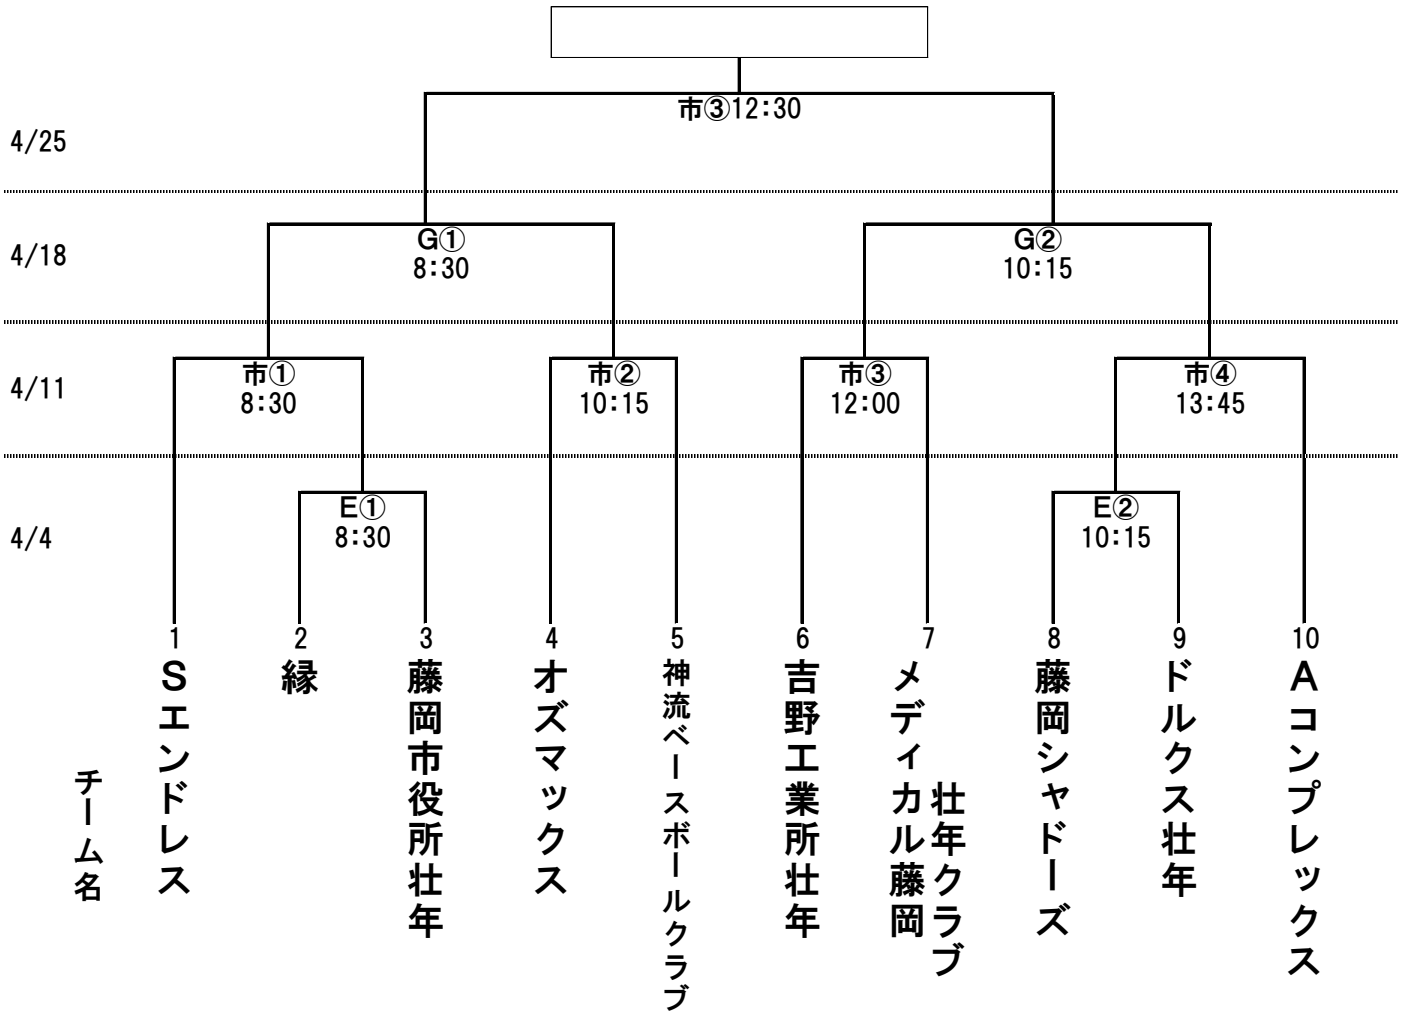 市③12:30
4/25
G①
8:30
G②
10:15
4/18
市①
8:30
市②
10:15
市③
12:00
市④
13:45
4/11
E①
8:30
E②
10:15
4/4
1
2
3
4
5
6
7
8
9
10
チーム名
Sエンドレス
縁
藤岡市役所壮年
オズマックス
神流ベースボールクラブ
吉野工業所壮年
メディカル藤岡
壮年クラブ
藤岡シャドーズ
ドルクス壮年
Aコンプレックス